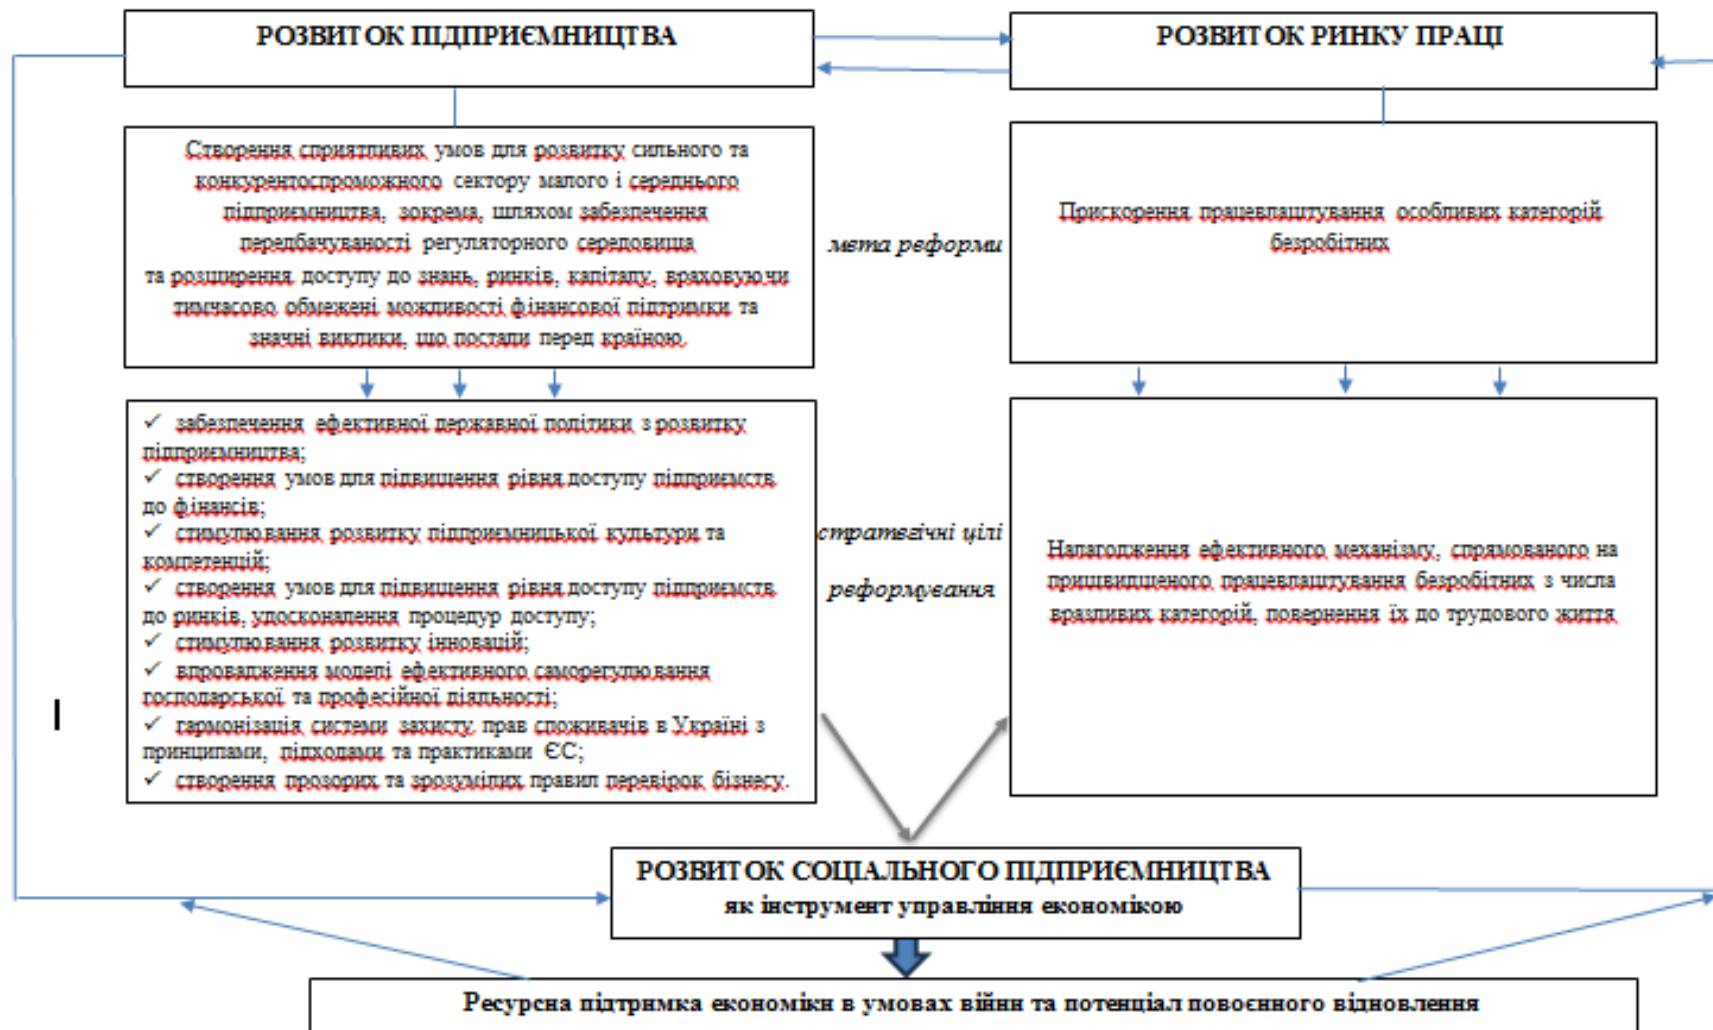 РОЗВИТОК ПІДПРИЄМНИЦТВА
РОЗВИТОК РИНКУ ПРАЦІ
Створення сприятливих умов для розвитку сильного та
конкурентоспроможного сектору малого і середнього
підприємництва, зокрема, шляхом забезпечення
передбачуваності регуляторного середовища
та розширення доступу до знань, ринків, капіталу, враховуючи
тимчасово обмежені можливості фінансової підтримки та
значні виклики, що постали перед країною.
мета реформи
Прискорення працевлаштування особливих категорій
безробітних
✓ забезпечення ефективної державної політики з розвитку
підприємництва;
✓ створення умов для підвищення рівня доступу підприємств
до фінансів;
✓ стимулювання розвитку підприємницької культури та
компетенцій;
✓ створення умов для підвищення рівня доступу підприємств
до ринків, удосконалення процедур доступу;
✓ стимулювання розвитку інновацій;
✓ впровадження моделі ефективного саморегулювання
господарської та професійної діяльності;
✓ гармонізація системи захисту прав споживачів в Україні з
принципами, підходами та практиками ЄС;
✓ створення прозорих та зрозумілих правил перевірок бізнесу.
стратегічні цілі
реформування
Налагодження ефективного механізму, спрямованого на
пришвидшеного працевлаштування безробітних з числа
вразливих категорій, повернення їх до трудового життя
РОЗВИТОК СОЦІАЛЬНОГО ПІДПРИЄМНИЦТВА
як інструмент управління економікою
Ресурсна підтримка економіки в умовах війни та потенціал повоєнного відновлення